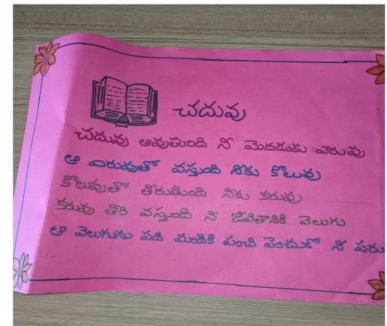 చదువు
చదువు అవుతుంది నీ మెదడుకు ఎరువు
ఆ ఎరువుతో వస్తుంది నీకు కొలువు
కొలువుతో తీరుతుంది నీకు కరువు
కరువు తీరి వస్తుంది నీ జీవితానికి వెలుగు
ఆ వెలుగును పది మందికి పంచి పెంచుకో నీ పరు